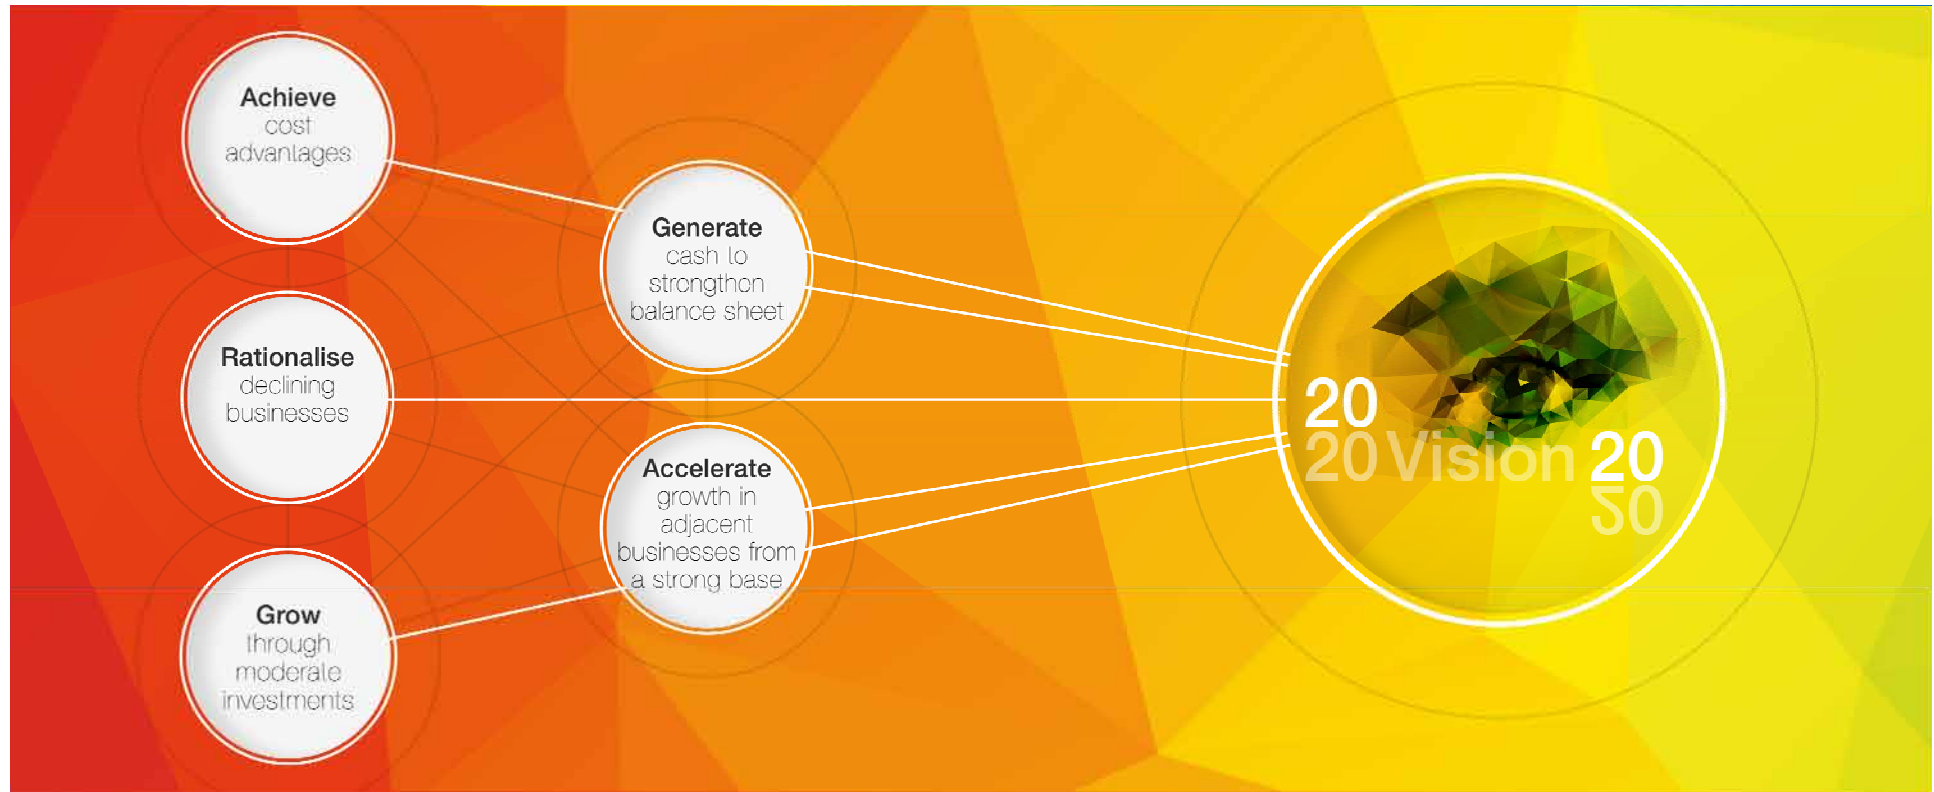 Achieve
cost
advantages
Generate
cash to
strengthen
balance sheet
Rationalise
declining
businesses
Accelerate
growth in
adjacent
businesses from
a strong base
Grow
through
moderate
investments
20
20 Vision 20
20